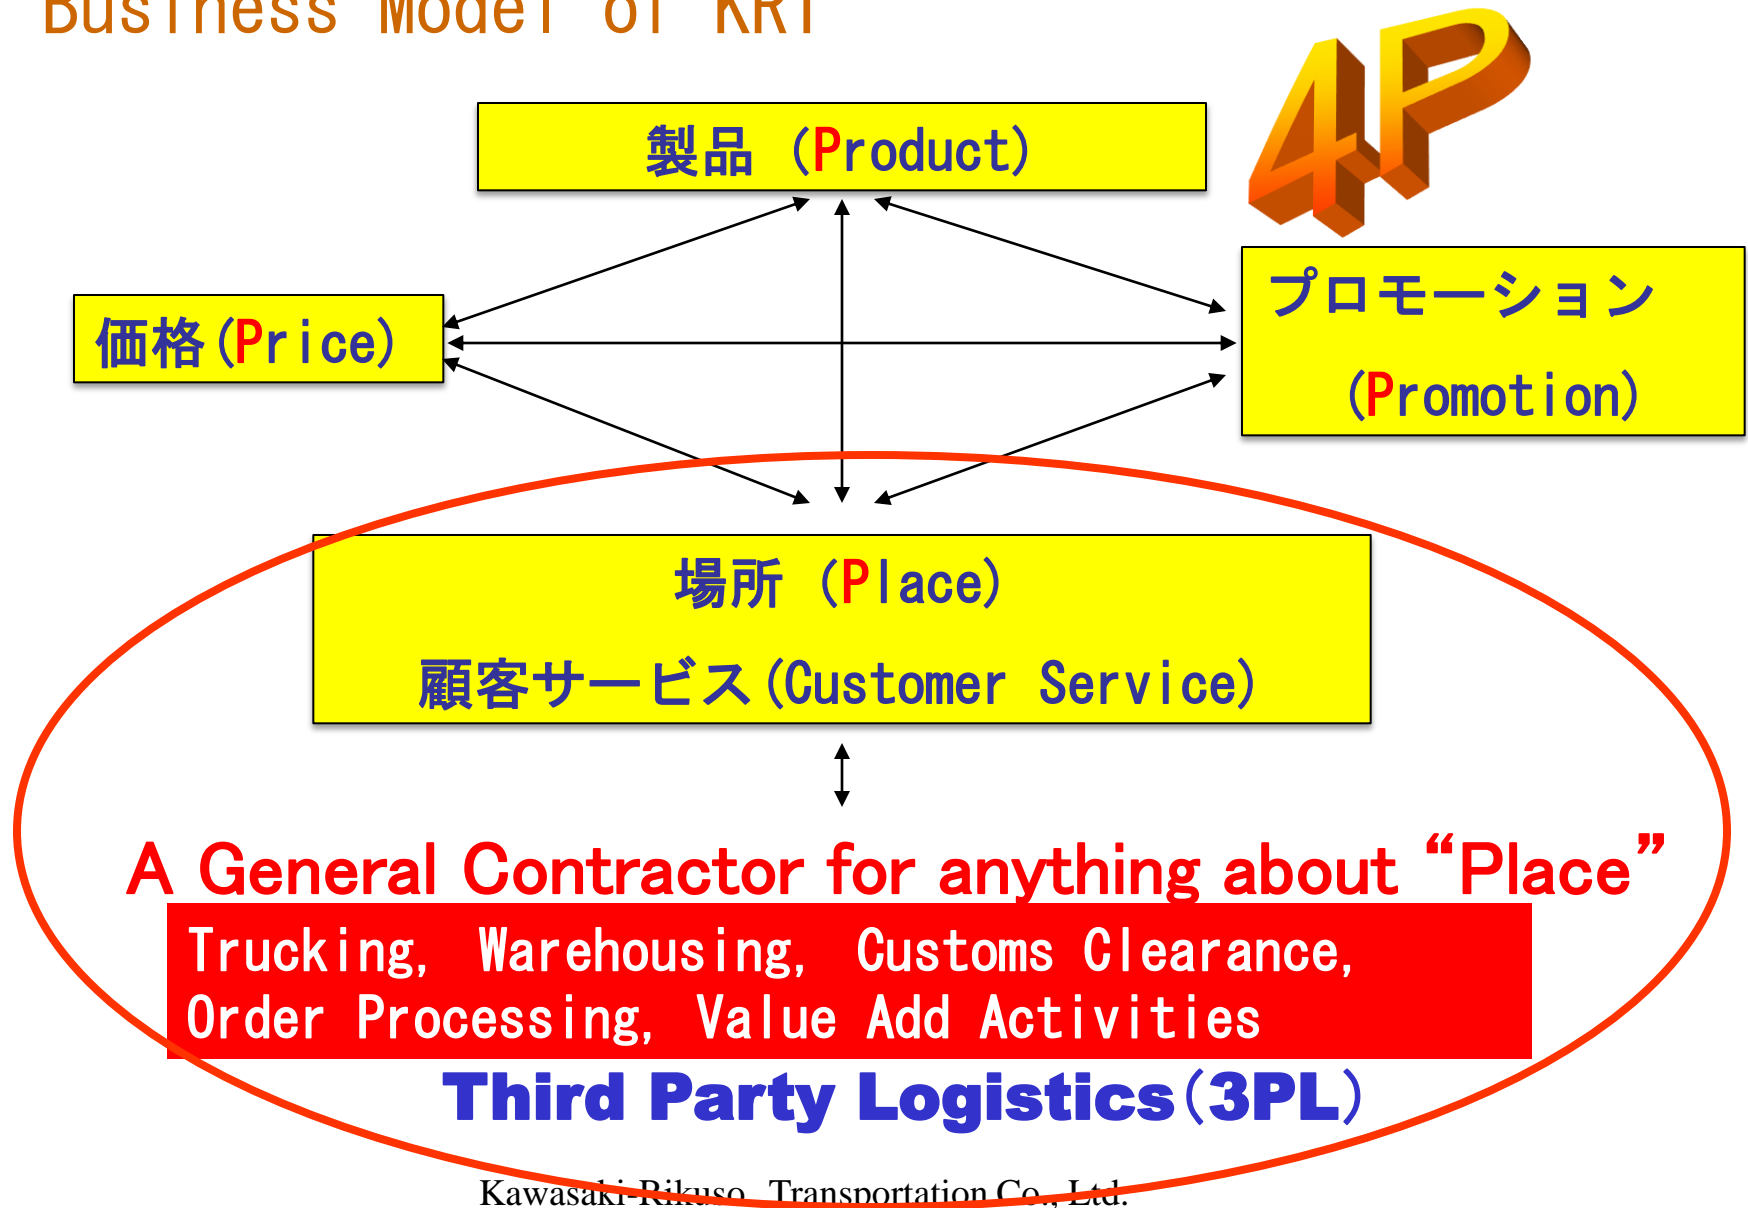 Business Model of KRT
4P
製品 (Product)
価格(Price)
プロモーション
(Promotion)
場所 (Place)
顧客サービス(Customer Service)
A General Contractor for anything about “Place”
Trucking, Warehousing, Customs Clearance,
Order Processing, Value Add Activities
Third Party Logistics(3PL)
Kawasaki-Rikuso Transportation Co., Ltd.